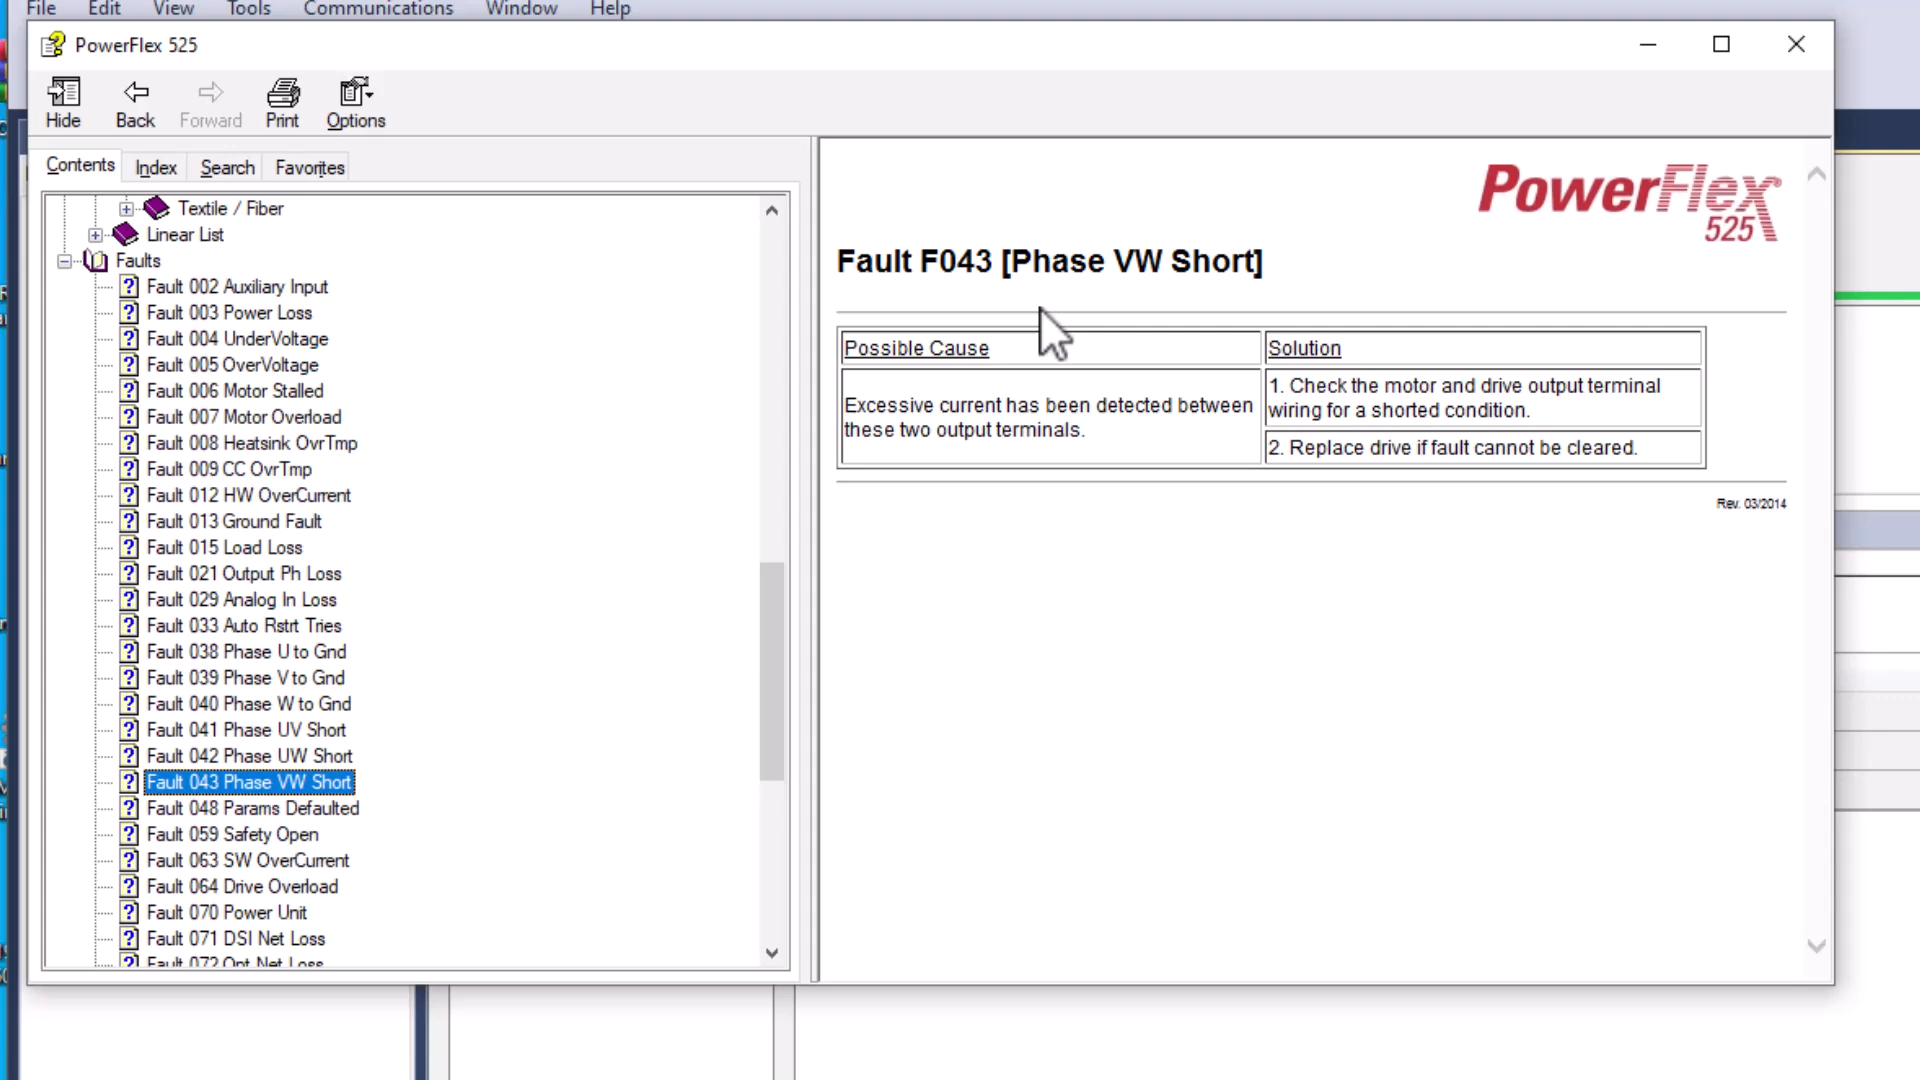 File Edit View Tools Communications Window Help
PowerFlex 525
Hide Back Forward Print Options
Contents Index Search Favorites
Textile / Fiber
Linear List
Faults
Fault 002 Auxiliary Input
Fault 003 Power Loss
Fault 004 UnderVoltage
Fault 005 OverVoltage
Fault 006 Motor Stalled
Fault 007 Motor Overload
Fault 008 Heatsink OvrTmp
Fault 009 CC OvrTmp
Fault 012 HW OverCurrent
Fault 013 Ground Fault
Fault 015 Load Loss
Fault 021 Output Ph Loss
Fault 029 Analog In Loss
Fault 033 Auto Rstrt Tries
Fault 038 Phase U to Gnd
Fault 039 Phase V to Gnd
Fault 040 Phase W to Gnd
Fault 041 Phase UV Short
Fault 042 Phase UW Short
Fault 043 Phase VW Short
Fault 048 Params Defaulted
Fault 059 Safety Open
Fault 063 SW OverCurrent
Fault 064 Drive Overload
Fault 070 Power Unit
Fault 071 DSI Net Loss
Fault 072 Opt Net Loss
PowerFlex
525
Fault F043 [Phase VW Short]
Possible Cause
Solution
Excessive current has been detected between
these two output terminals.
1. Check the motor and drive output terminal
wiring for a shorted condition.
2. Replace drive if fault cannot be cleared.
Rev. 03/2014